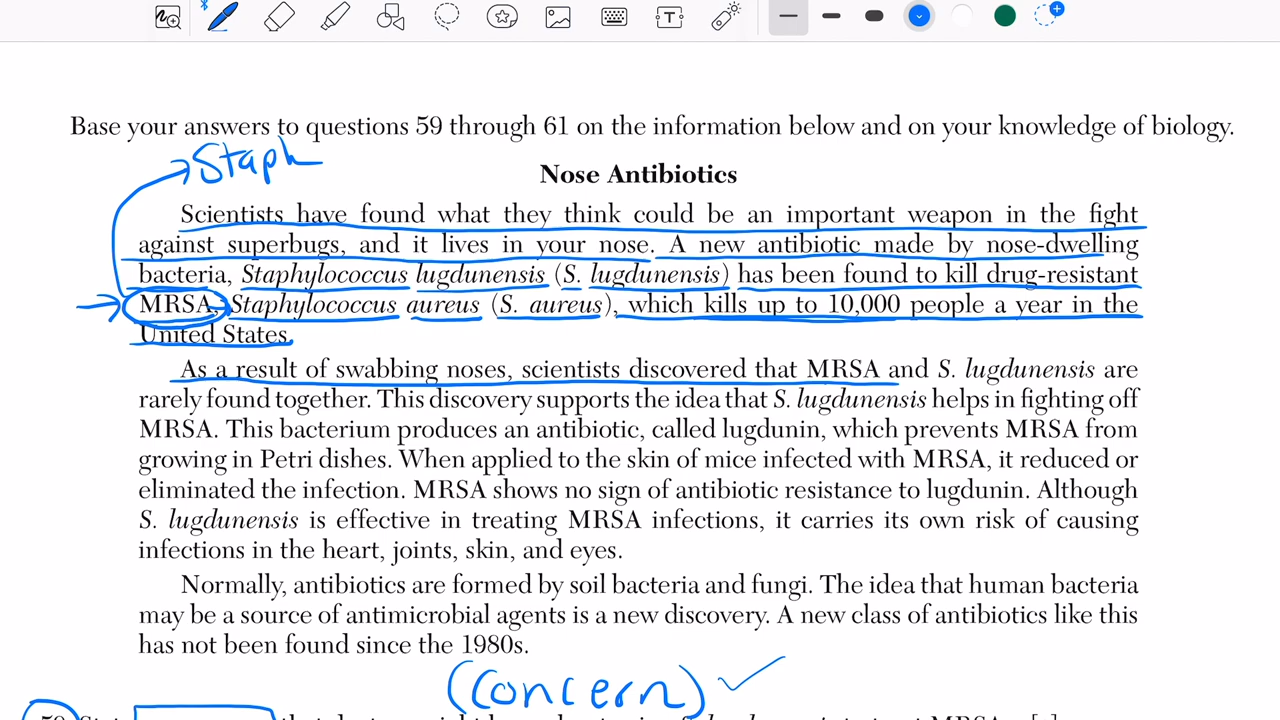 Base your answers to questions 59 through 61 on the information below and on your knowledge of biology.
Staph
Nose Antibiotics
Scientists have found what they think could be an important weapon in the fight
against superbugs, and it lives in your nose. A new antibiotic made by nose-dwelling
bacteria, Staphylococcus lugdunensis (S. lugdunensis) has been found to kill drug-resistant
MRSA, Staphylococcus aureus (S. aureus), which kills up to 10,000 people a year in the
United States.
As a result of swabbing noses, scientists discovered that MRSA and S. lugdunensis are
rarely found together. This discovery supports the idea that S. lugdunensis helps in fighting off
MRSA. This bacterium produces an antibiotic, called lugdunin, which prevents MRSA from
growing in Petri dishes. When applied to the skin of mice infected with MRSA, it reduced or
eliminated the infection. MRSA shows no sign of antibiotic resistance to lugdunin. Although
S. lugdunensis is effective in treating MRSA infections, it carries its own risk of causing
infections in the heart, joints, skin, and eyes.
Normally, antibiotics are formed by soil bacteria and fungi. The idea that human bacteria
may be a source of antimicrobial agents is a new discovery. A new class of antibiotics like this
has not been found since the 1980s.
(concern)